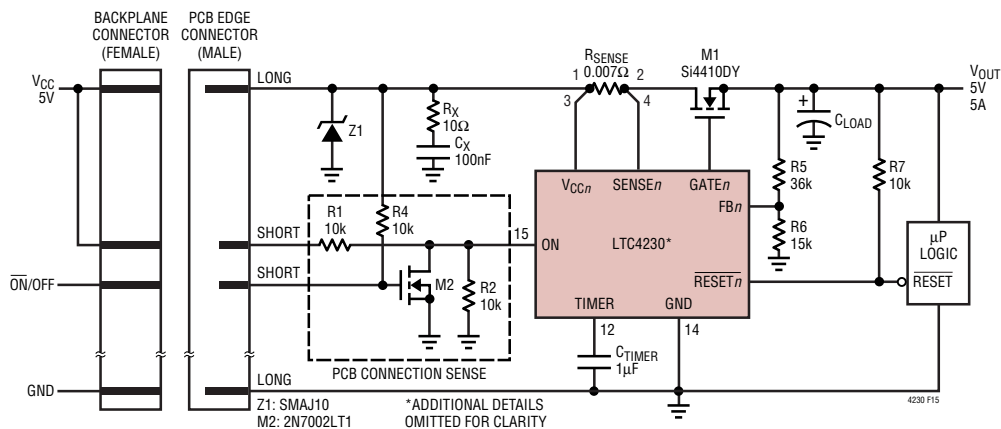 BACKPLANE
CONNECTOR
(FEMALE)
PCB EDGE
CONNECTOR
(MALE)
VCC
5V
LONG
Z1
RX
10Ω
CX
100nF
RSENSE
0.007Ω
1
2
3
4
M1
Si4410DY
VOUT
5V
5A
+
CLOAD
R5
36k
R7
10k
R6
15k
VCCn
SENSEn
GATEn
FBn
LTC4230*
ON
15
RESETn
TIMER
GND
12
14
µP
LOGIC
RESET
R1
10k
R4
10k
SHORT
SHORT
ON/OFF
M2
R2
10k
PCB CONNECTION SENSE
CTIMER
1µF
GND
LONG
Z1: SMAJ10
M2: 2N7002LT1
*ADDITIONAL DETAILS
OMITTED FOR CLARITY
4230 F15